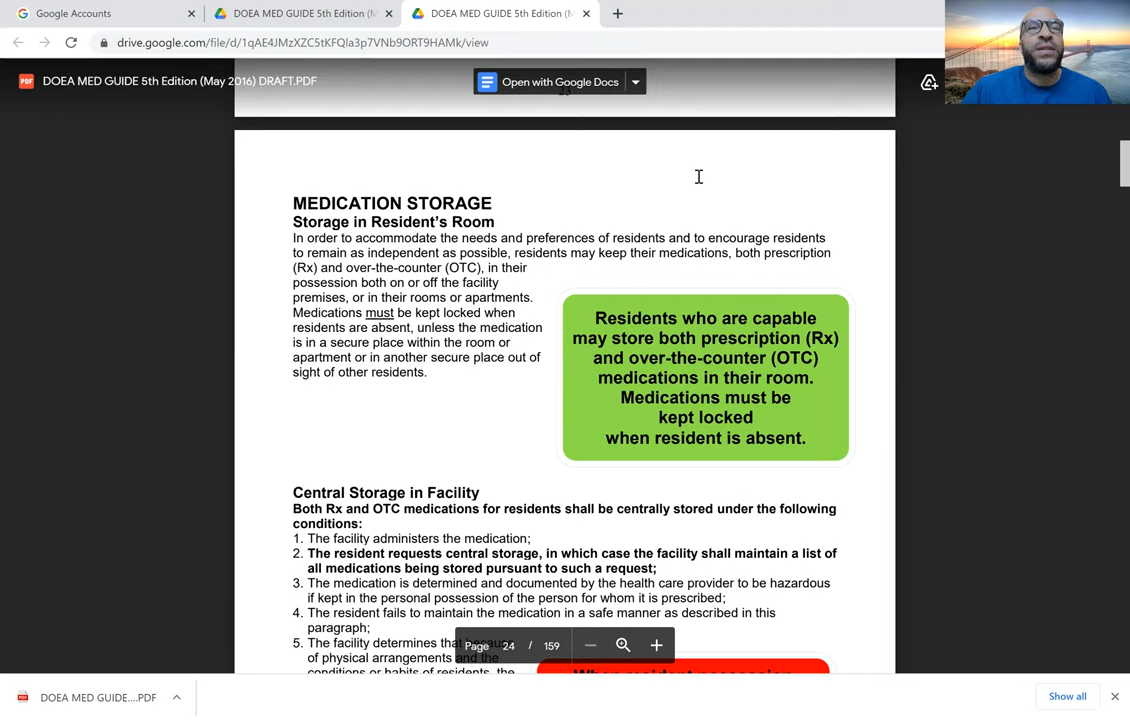 Google Accounts
DOEA MED GUIDE 5th Edition (M
DOEA MED GUIDE 5th Edition (M
drive.google.com/file/d/1qAE4JMzXZC5tKFQla3p7VNb9ORT9HAMk/view
DOEA MED GUIDE 5th Edition (May 2016) DRAFT.PDF
Open with Google Docs
23
MEDICATION STORAGE
Storage in Resident's Room
In order to accommodate the needs and preferences of residents and to encourage residents
to remain as independent as possible, residents may keep their medications, both prescription
(Rx) and over-the-counter (OTC), in their
possession both on or off the facility
premises, or in their rooms or apartments.
Medications must be kept locked when
residents are absent, unless the medication
is in a secure place within the room or
apartment or in another secure place out of
sight of other residents.
Residents who are capable
may store both prescription (Rx)
and over-the-counter (OTC)
medications in their room.
Medications must be
kept locked
when resident is absent.
Central Storage in Facility
Both Rx and OTC medications for residents shall be centrally stored under the following
conditions:
1. The facility administers the medication;
2. The resident requests central storage, in which case the facility shall maintain a list of
all medications being stored pursuant to such a request;
3. The medication is determined and documented by the health care provider to be hazardous
if kept in the personal possession of the person for whom it is prescribed;
4. The resident fails to maintain the medication in a safe manner as described in this
paragraph;
5. The facility determines that because
of physical arrangements and the
conditions or habits of residents, the
When resident possession
Page 24 / 159
DOEA MED GUIDE....PDF
Show all